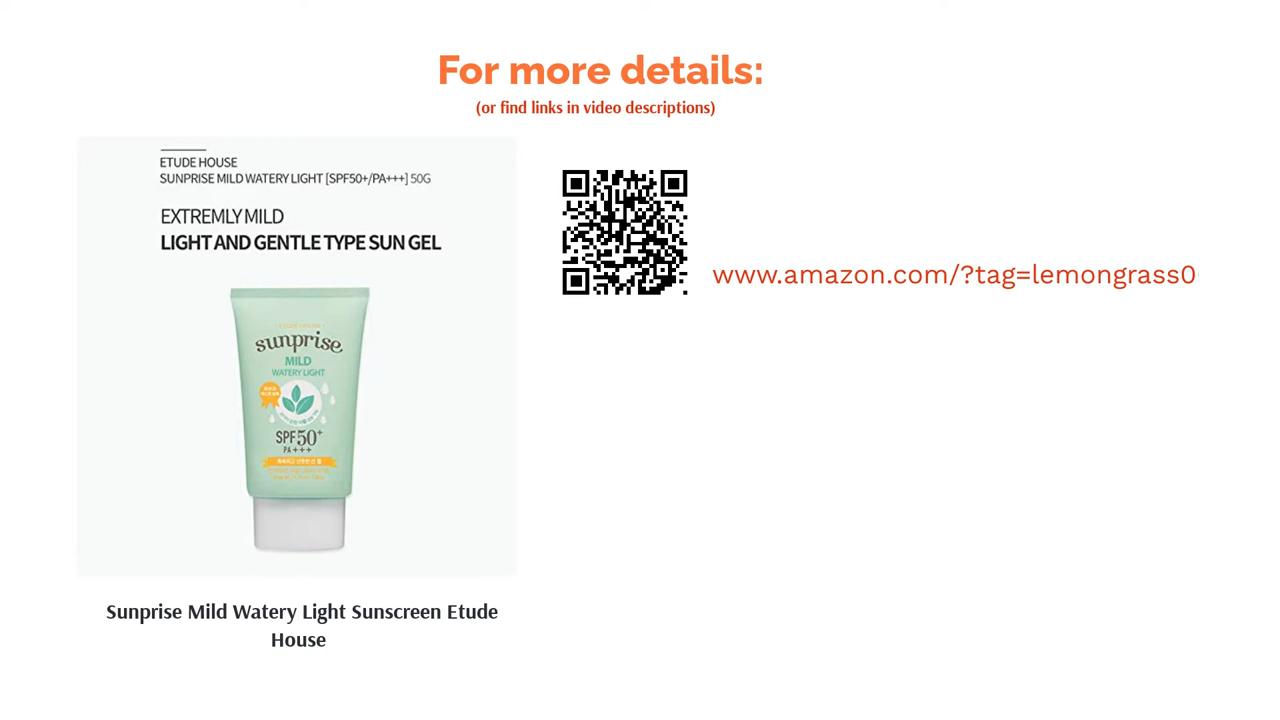 For more details:
(or find links in video descriptions)
ETUDE HOUSE
SUNPRISE MILD WATERY LIGHT [SPF50+/PA+++] 50G
EXTREMLY MILD
LIGHT AND GENTLE TYPE SUN GEL
www.amazon.com/?tag=lemongrass0
sunprise
MILD
WATERY LIGHT
SPF50+
PA+++
Sunprise Mild Watery Light Sunscreen Etude
House